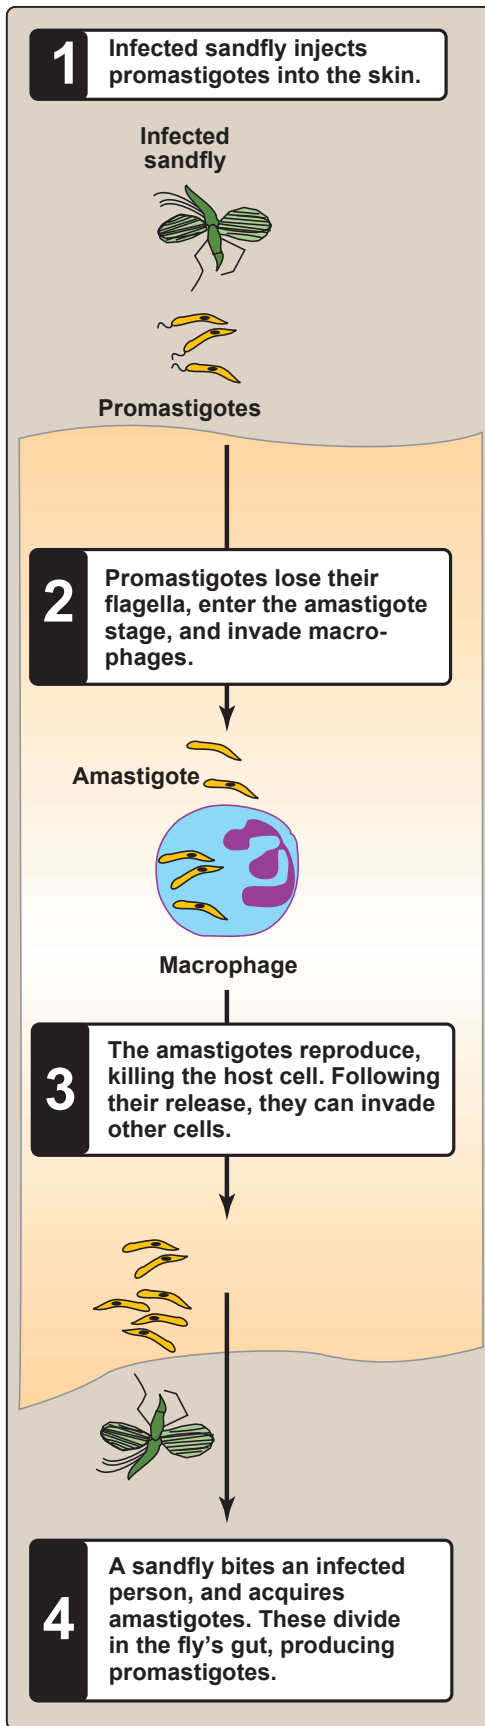 1
Infected sandfly injects
promastigotes into the skin.
Infected
sandfly
Promastigotes
2
Promastigotes lose their
flagella, enter the amastigote
stage, and invade macro-
phages.
Amastigote
Macrophage
3
The amastigotes reproduce,
killing the host cell. Following
their release, they can invade
other cells.
4
A sandfly bites an infected
person, and acquires
amastigotes. These divide
in the fly’s gut, producing
promastigotes.